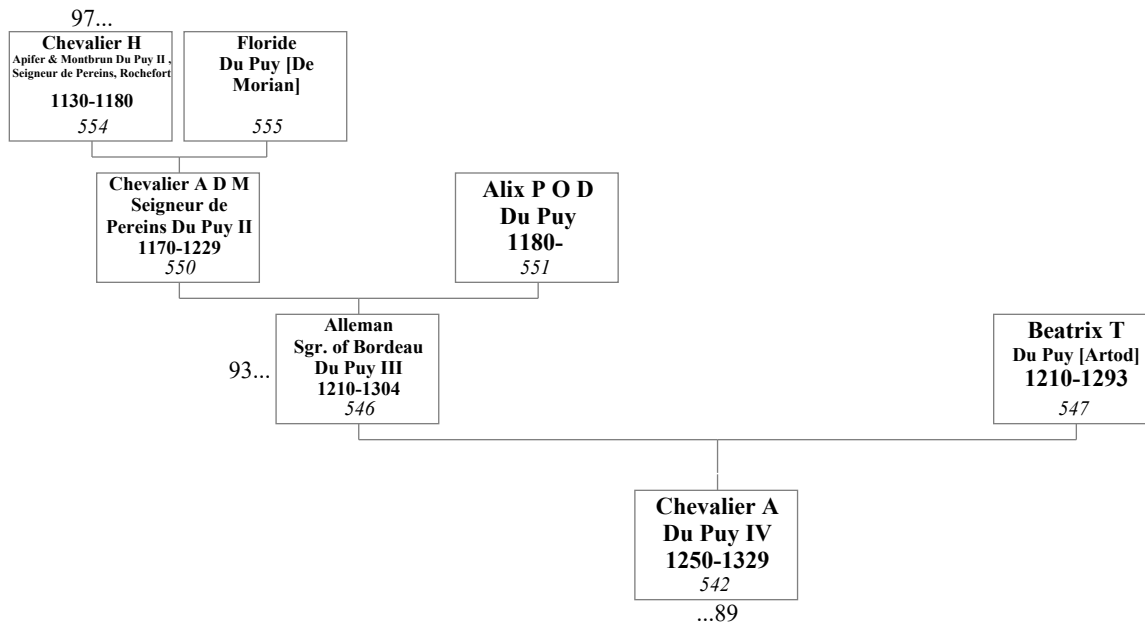 97...
Chevalier H
Apifer & Montbrun Du Puy II ,
Seigneur de Pereins, Rochefort
1130-1180
554
Floride
Du Puy [De
Morian]
555
Chevalier A D M
Seigneur de
Pereins Du Puy II
1170-1229
550
Alix P O D
Du Puy
1180-
551
93...
Alleman
Sgr. of Bordeau
Du Puy III
1210-1304
546
Beatrix T
Du Puy [Artod]
1210-1293
547
Chevalier A
Du Puy IV
1250-1329
542
...89